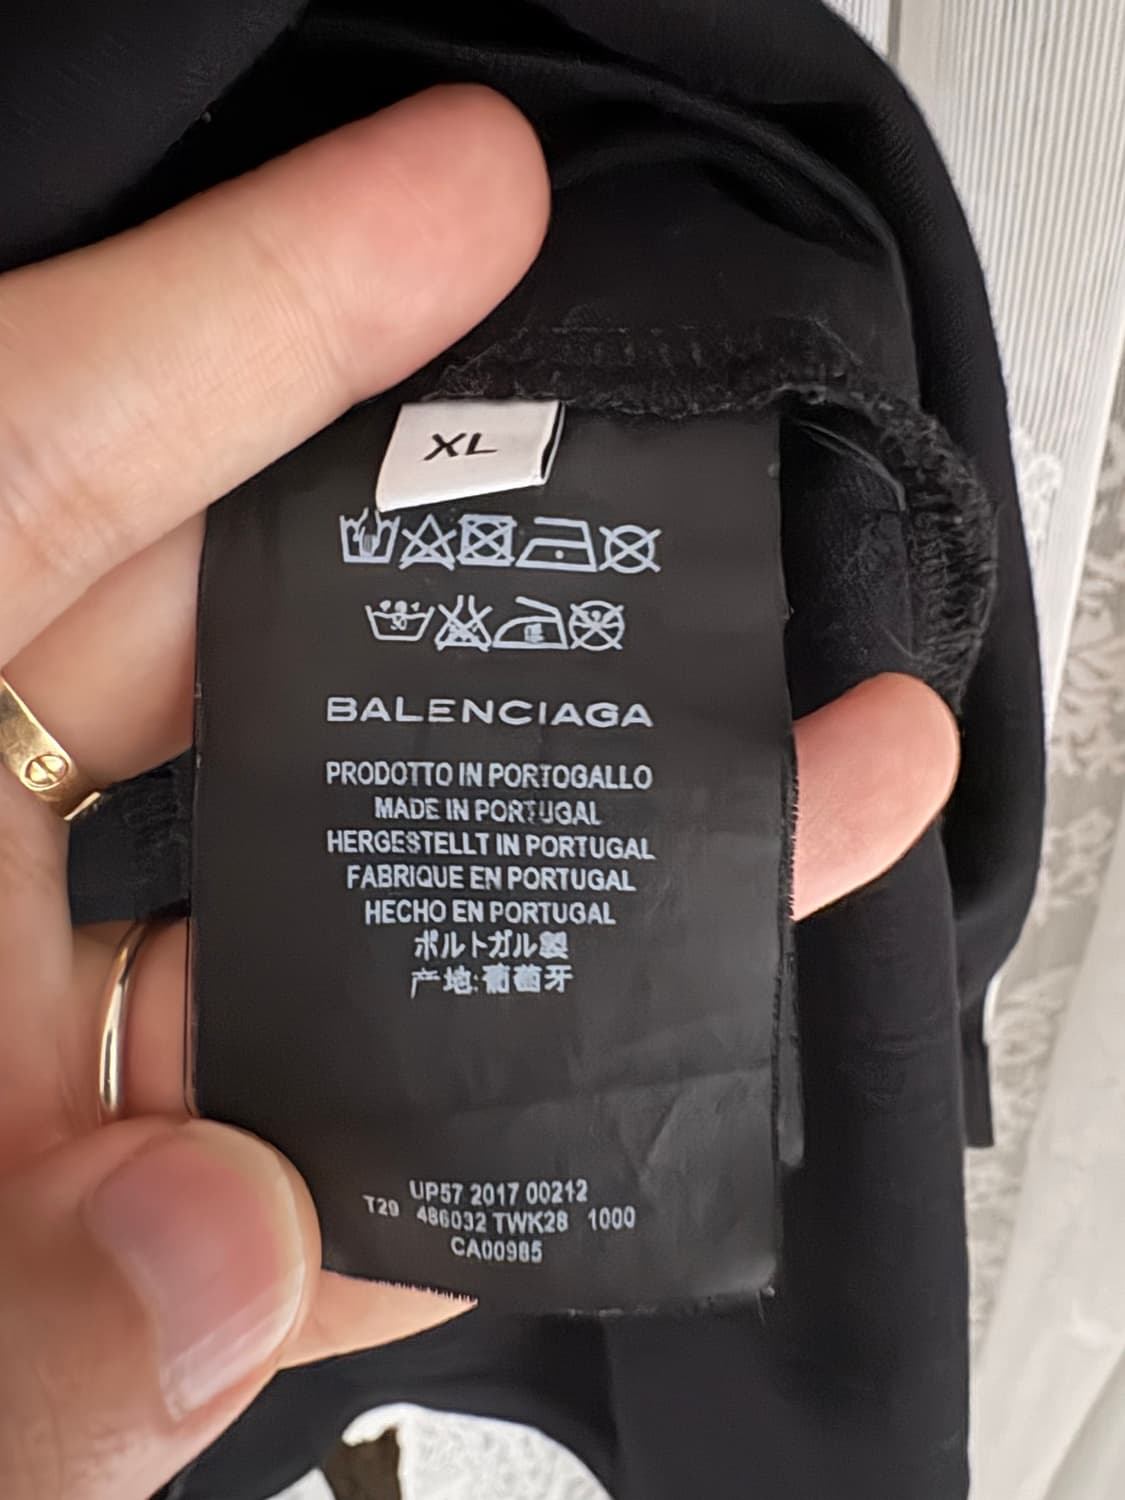 XL
BALENCIAGA
PRODOTTO IN PORTOGALLO
MADE IN PORTUGAL
HERGESTELLT IN PORTUGAL
FABRIQUE EN PORTUGAL
HECHO EN PORTUGAL
ポルトガル製
产地:葡萄牙
UP57 2017 00212
T29 486032 TWK28 1000
CA00985